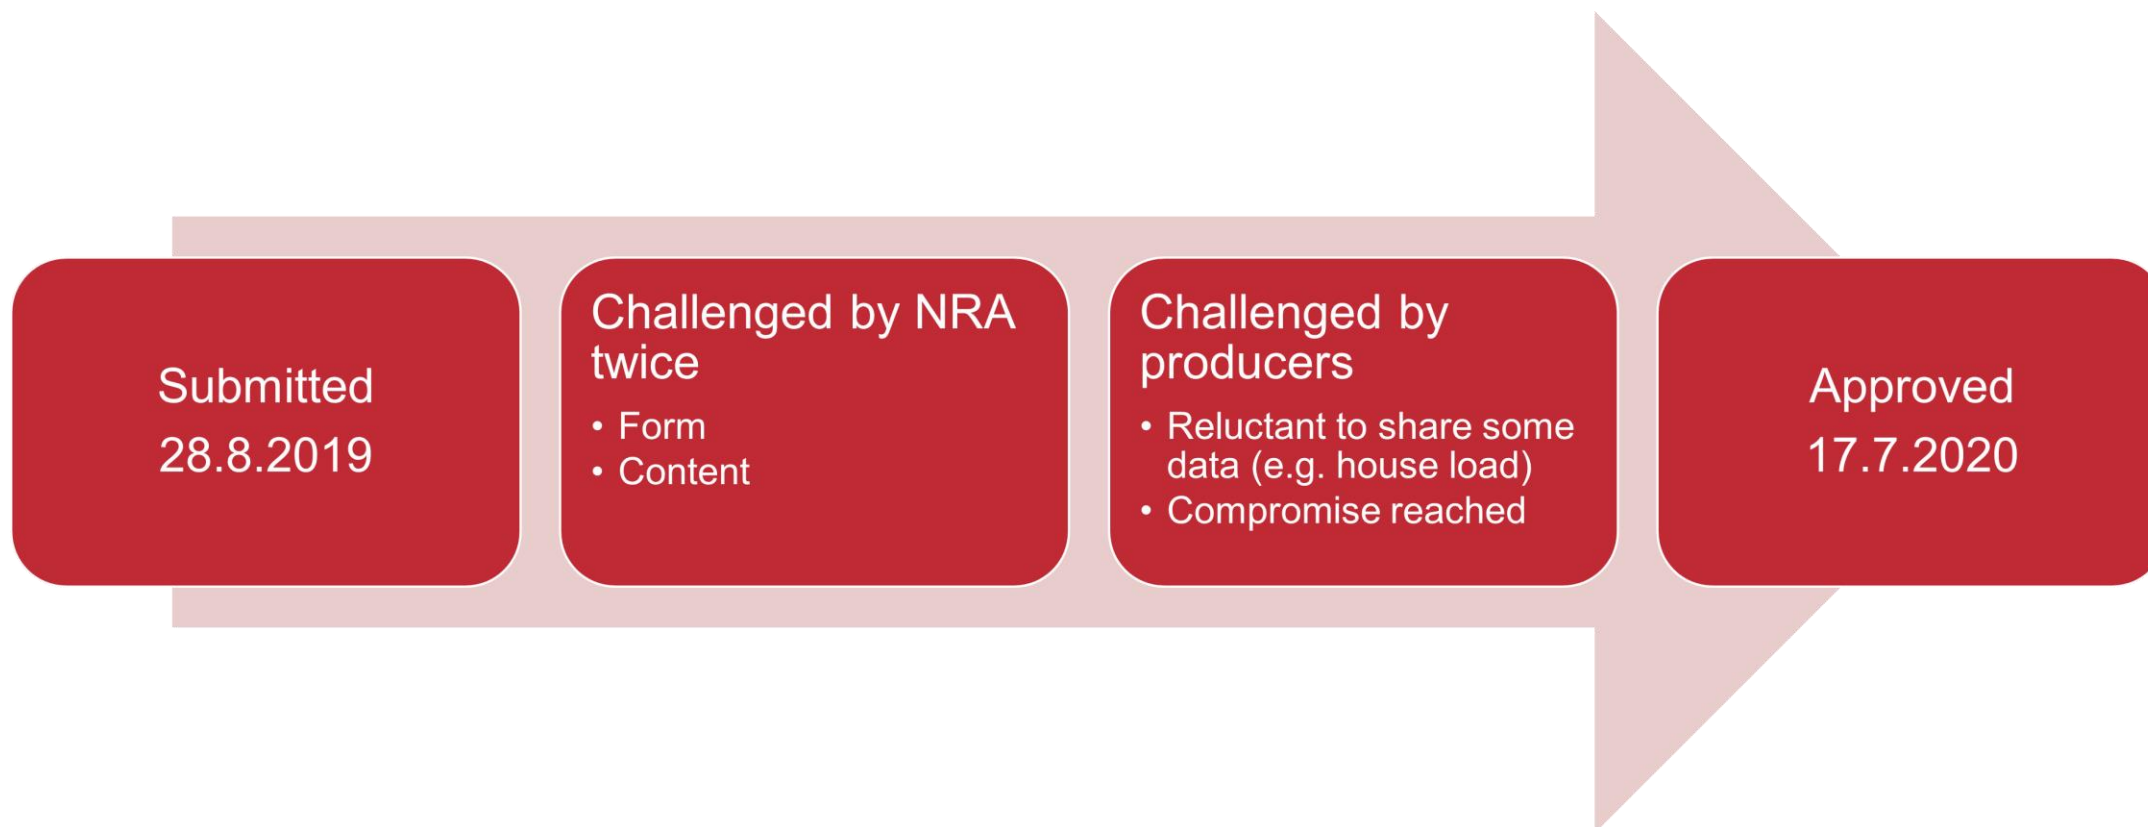 Submitted
28.8.2019
Challenged by NRA
twice
• Form
• Content
Challenged by
producers
• Reluctant to share some
data (e.g. house load)
• Compromise reached
Approved
17.7.2020